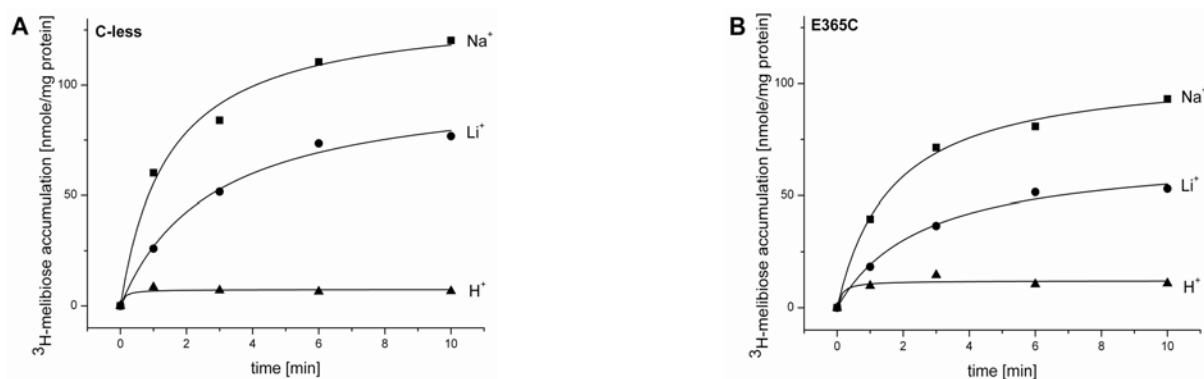 A
C-less
³H-melibiose accumulation [nmole/mg protein]
100
50
0
Na⁺
Li⁺
H⁺
0 2 4 6 8 10
time [min]
B
E365C
³H-melibiose accumulation [nmole/mg protein]
100
50
0
Na⁺
Li⁺
H⁺
0 2 4 6 8 10
time [min]